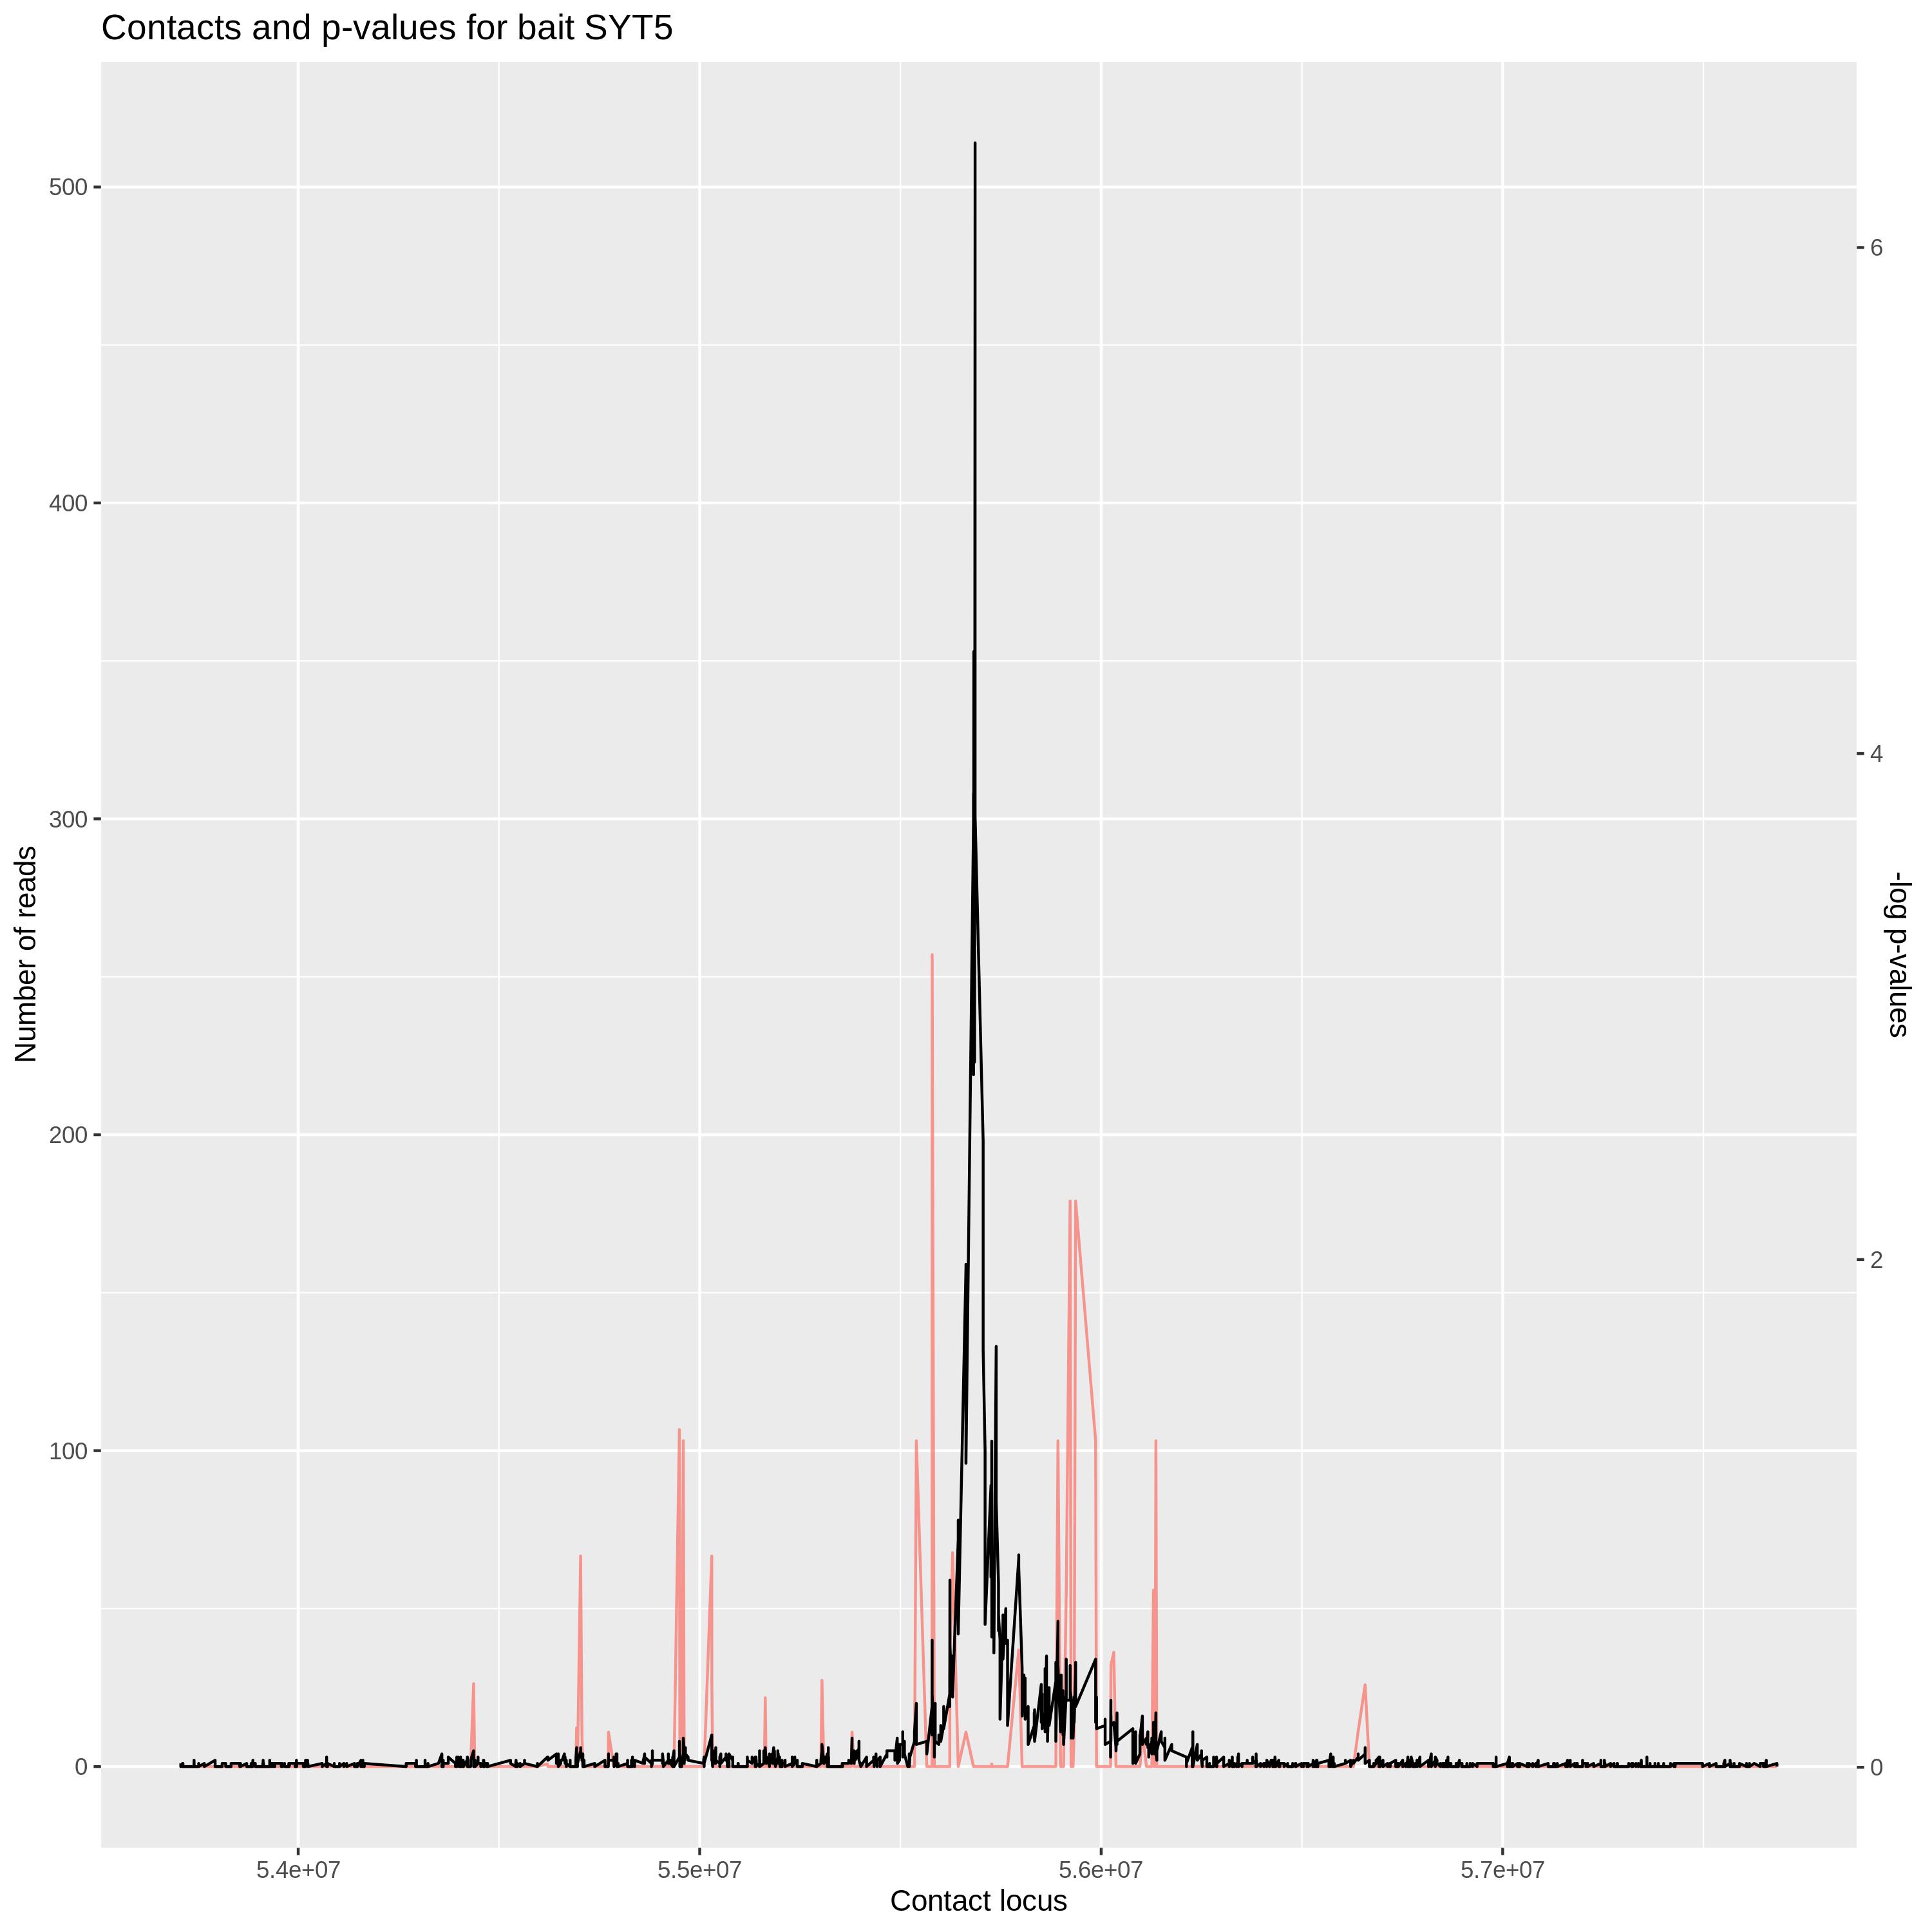 Contacts and p-values for bait SYT5
500
400
300
200
100
0
6
4
2
0
Number of reads
-log p-values
5.4e+07
5.5e+07
5.6e+07
5.7e+07
Contact locus